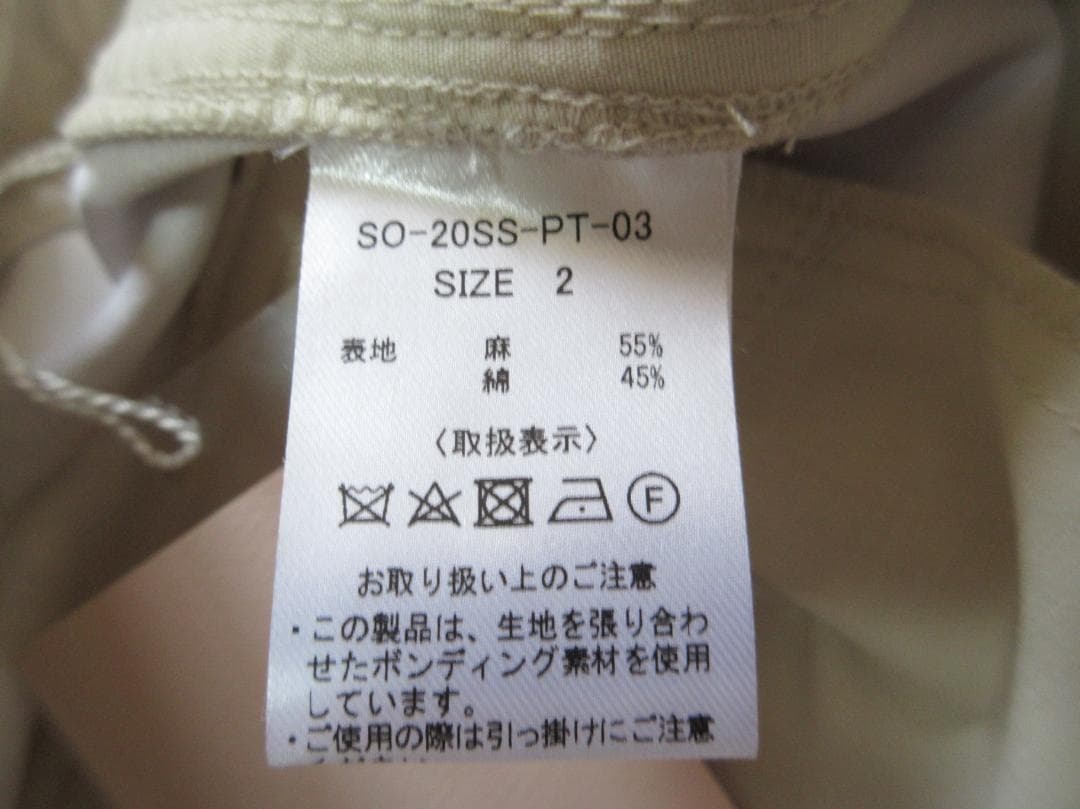 SO-20SS-PT-03
SIZE 2
表地 麻 55%
綿 45%
〈取扱表示〉
F
お取り扱い上のご注意
・この製品は、生地を張り合わ
せたボンディング素材を使用
しています。
・ご使用の際は引っ掛けにご注意